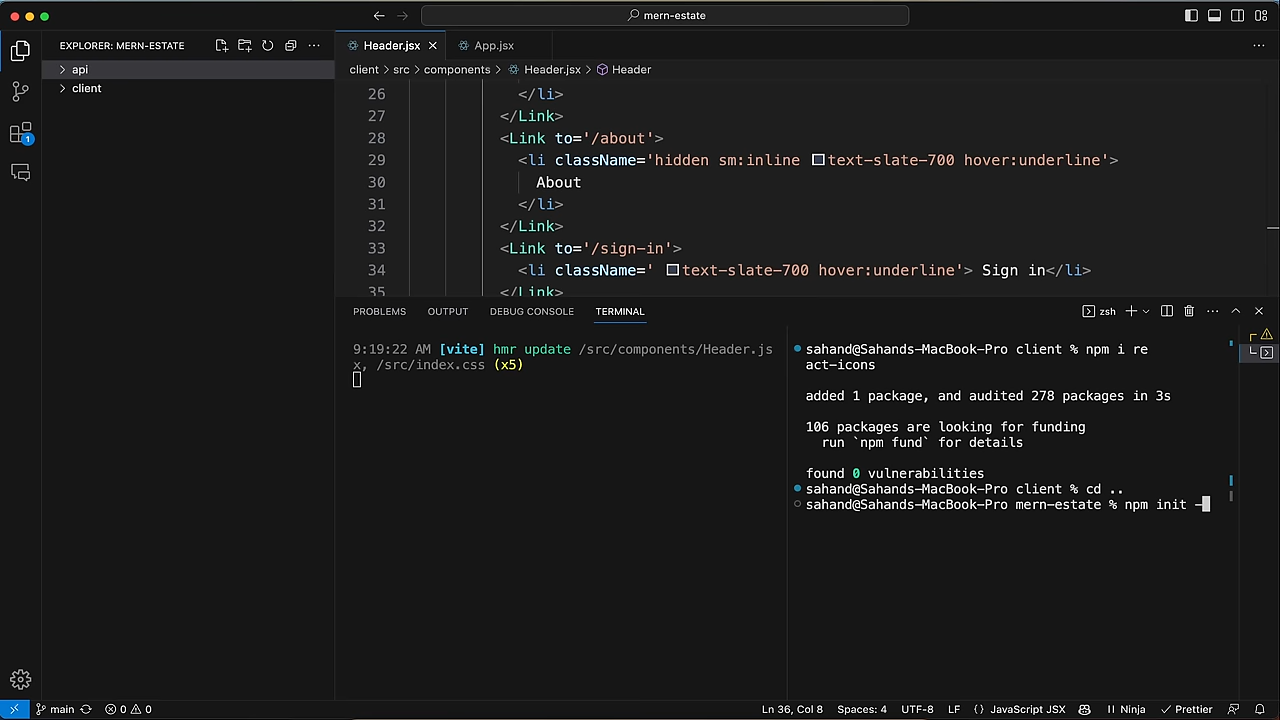 mern-estate
EXPLORER: MERN-ESTATE
api
client
1
Header.jsx
App.jsx
client > src > components > Header.jsx > Header
26 </li>
27 </Link>
28 <Link to='/about'>
29 <li className='hidden sm:inline text-slate-700 hover:underline'>
30 About
31 </li>
32 </Link>
33 <Link to='/sign-in'>
34 <li className=' text-slate-700 hover:underline'> Sign in</li>
35 </Link>
PROBLEMS OUTPUT DEBUG CONSOLE TERMINAL zsh
9:19:22 AM [vite] hmr update /src/components/Header.js
x, /src/index.css (x5)
sahand@Sahands-MacBook-Pro client % npm i re
act-icons
added 1 package, and audited 278 packages in 3s
106 packages are looking for funding
run `npm fund` for details
found 0 vulnerabilities
sahand@Sahands-MacBook-Pro client % cd ..
sahand@Sahands-MacBook-Pro mern-estate % npm init -
main 0 0 Ln 36, Col 8 Spaces: 4 UTF-8 LF {} JavaScript JSX Ninja Prettier